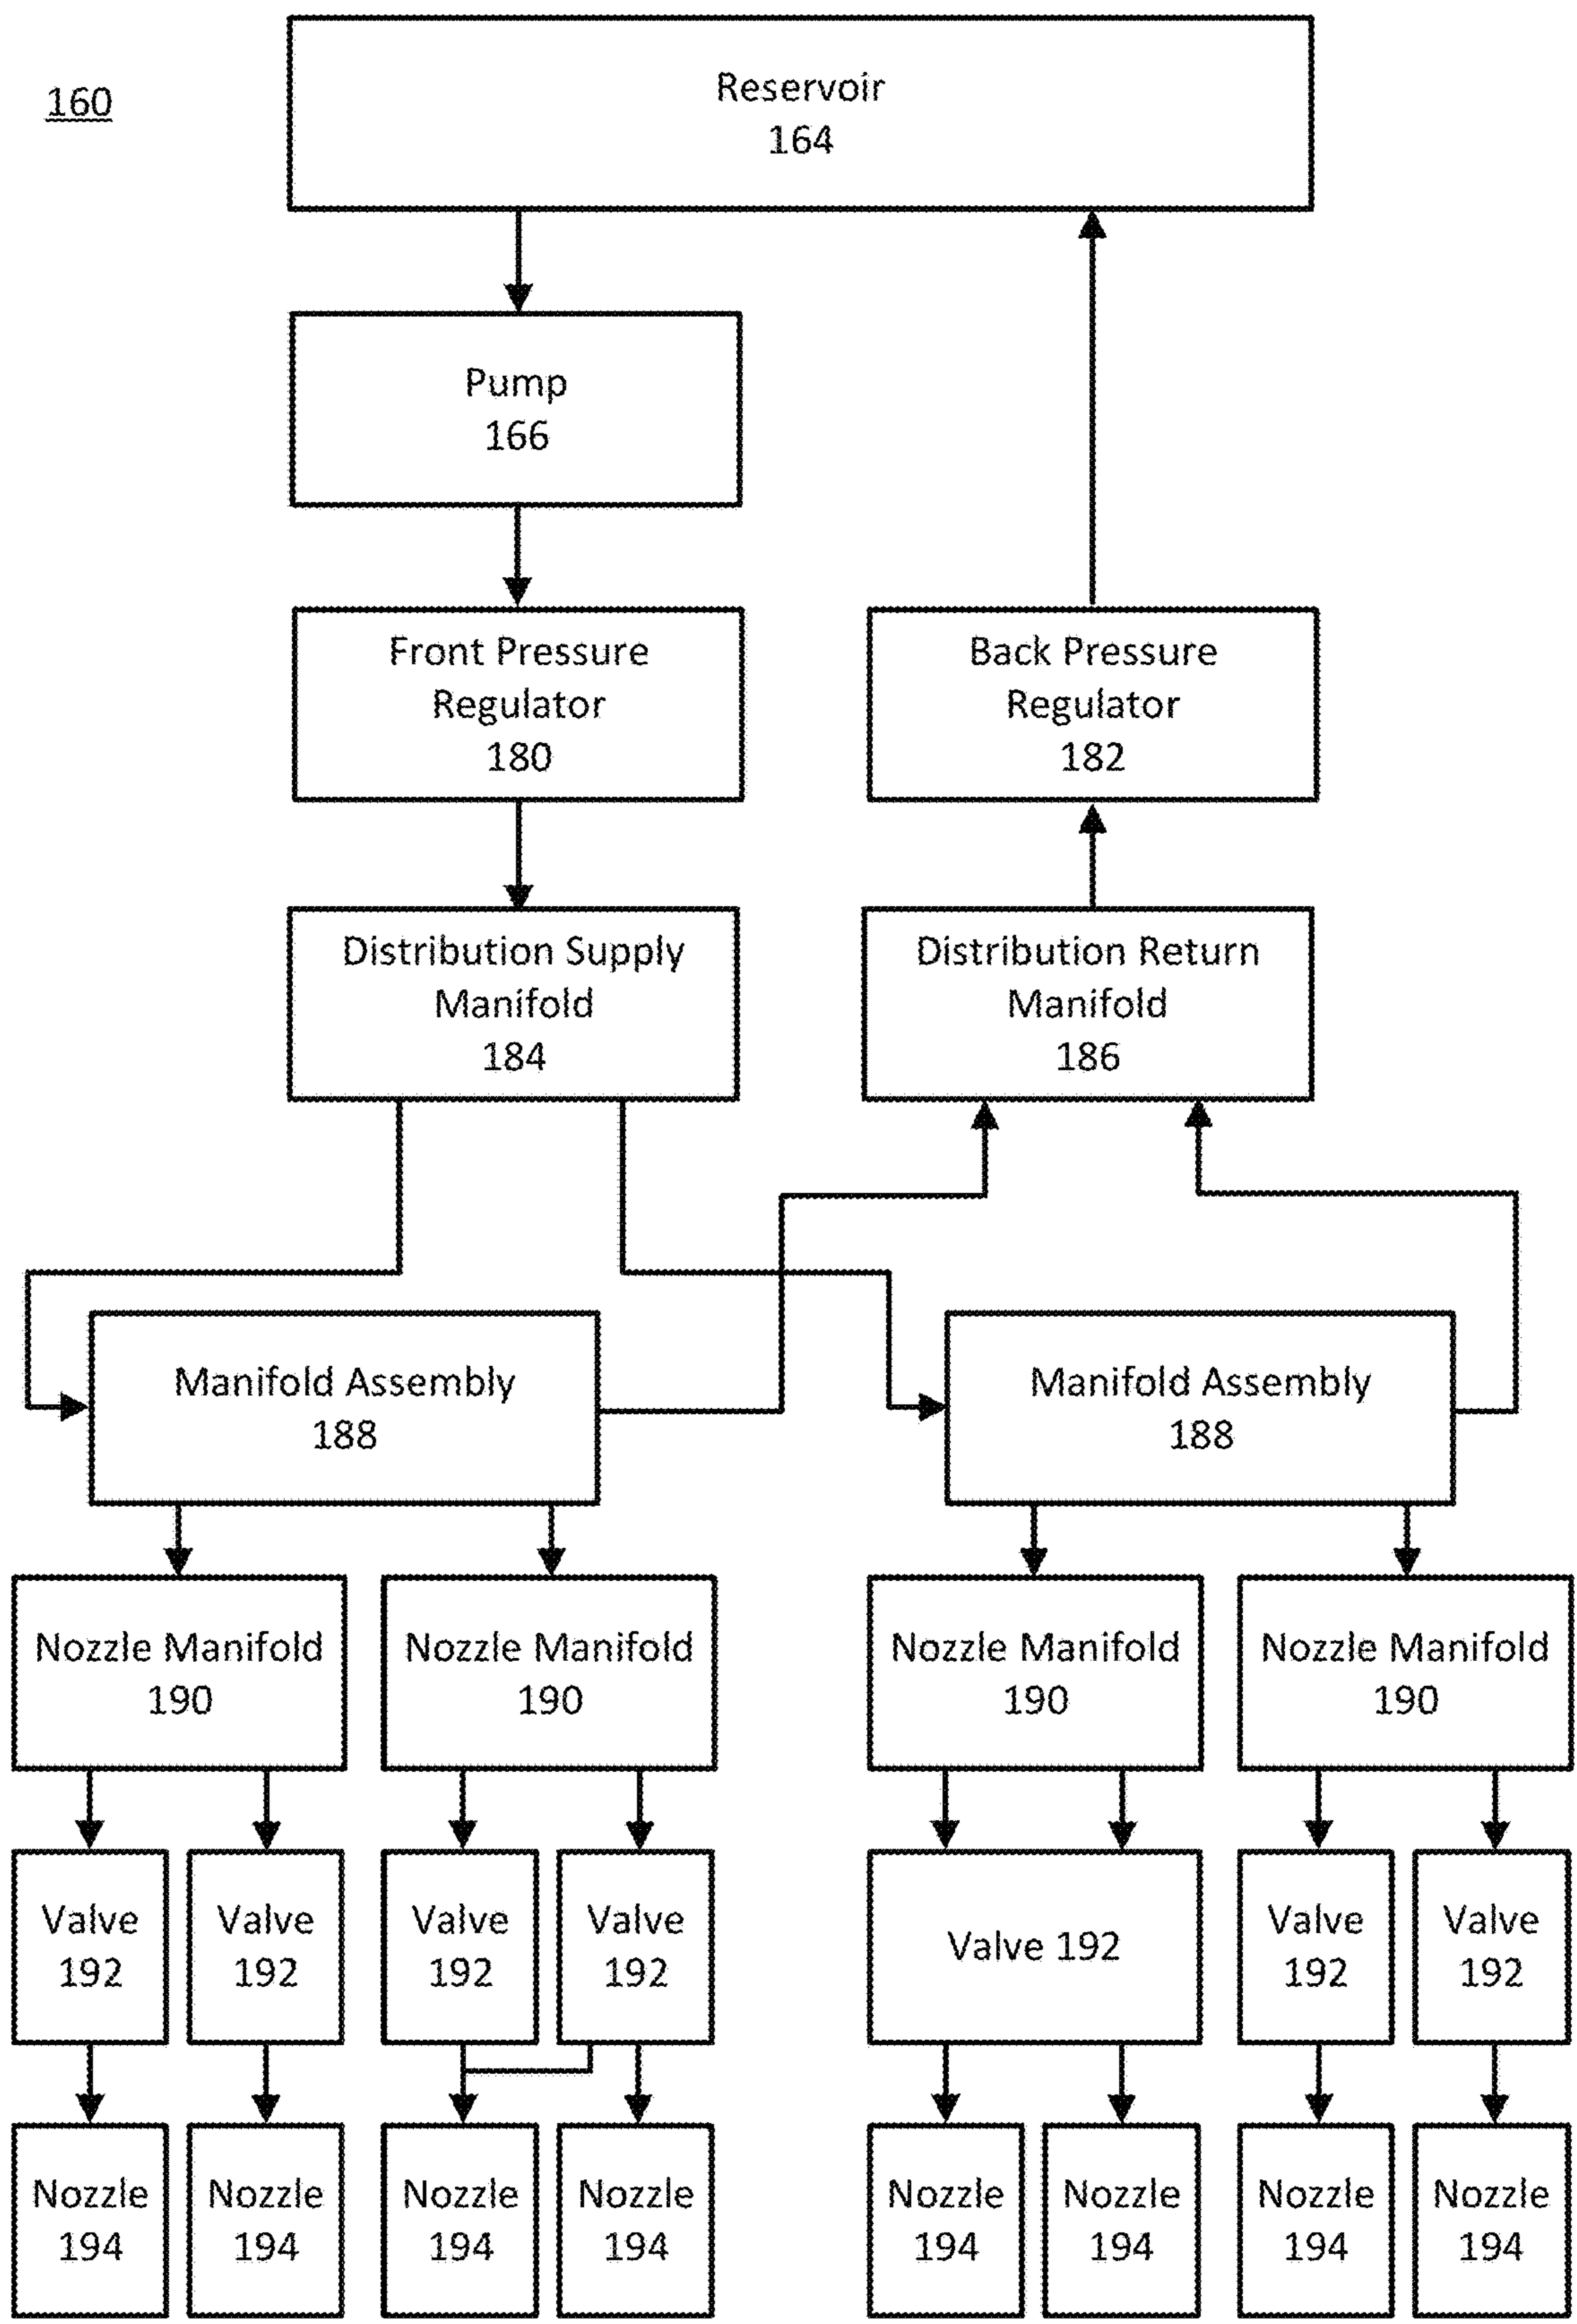 160
Reservoir
164
Pump
166
Front Pressure
Regulator
180
Back Pressure
Regulator
182
Distribution Supply
Manifold
184
Distribution Return
Manifold
186
Manifold Assembly
188
Manifold Assembly
188
Nozzle Manifold
190
Nozzle Manifold
190
Nozzle Manifold
190
Nozzle Manifold
190
Valve
192
Valve
192
Valve
192
Valve
192
Valve 192
Valve
192
Valve
192
Nozzle
194
Nozzle
194
Nozzle
194
Nozzle
194
Nozzle
194
Nozzle
194
Nozzle
194
Nozzle
194